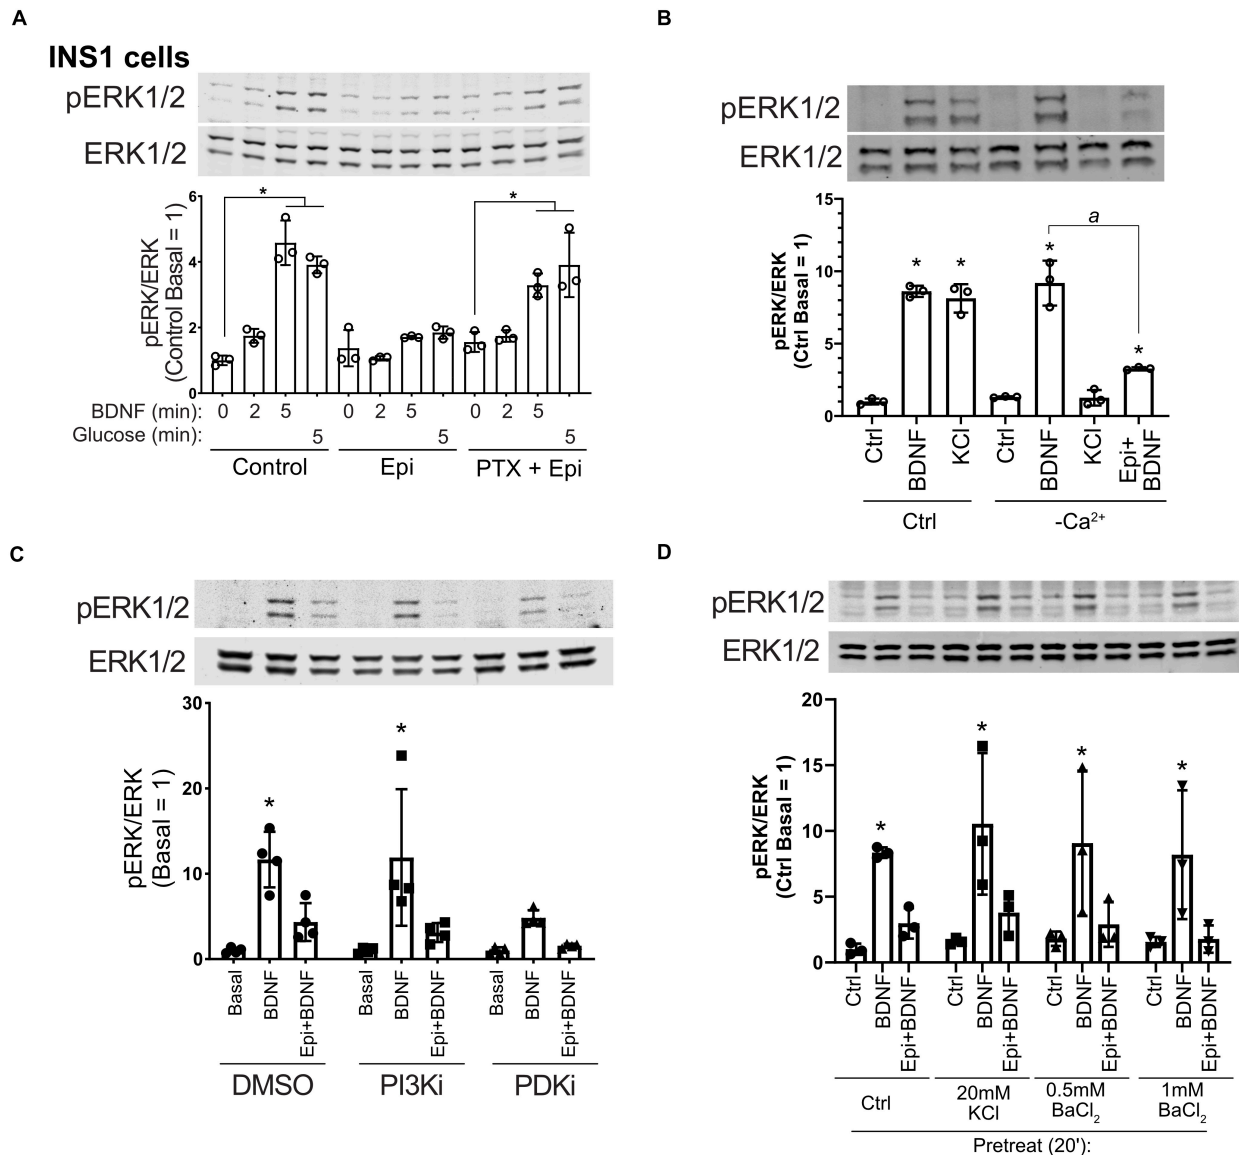 A
INS1 cells
pERK1/2
ERK1/2
pERK/ERK
(Control Basal = 1)
6
4
2
0
*
*
BDNF (min): 0 2 5 0 2 5 0 2 5
Glucose (min): 5 5 5
Control Epi PTX + Epi
B
pERK1/2
ERK1/2
pERK/ERK
(Ctrl Basal = 1)
15
10
5
0
* * * a *
Ctrl BDNF KCl Ctrl BDNF KCl Epi+ BDNF
Ctrl -Ca²⁺
C
pERK1/2
ERK1/2
pERK/ERK
(Basal = 1)
30
20
10
0
* *
Basal BDNF Epi+BDNF Basal BDNF Epi+BDNF Basal BDNF Epi+BDNF
DMSO PI3Ki PDKi
D
pERK1/2
ERK1/2
pERK/ERK
(Ctrl Basal = 1)
20
15
10
5
0
* * * *
Ctrl BDNF Epi+BDNF Ctrl BDNF Epi+BDNF Ctrl BDNF Epi+BDNF Ctrl BDNF Epi+BDNF
Ctrl 20mM KCl 0.5mM BaCl₂ 1mM BaCl₂
Pretreat (20'):